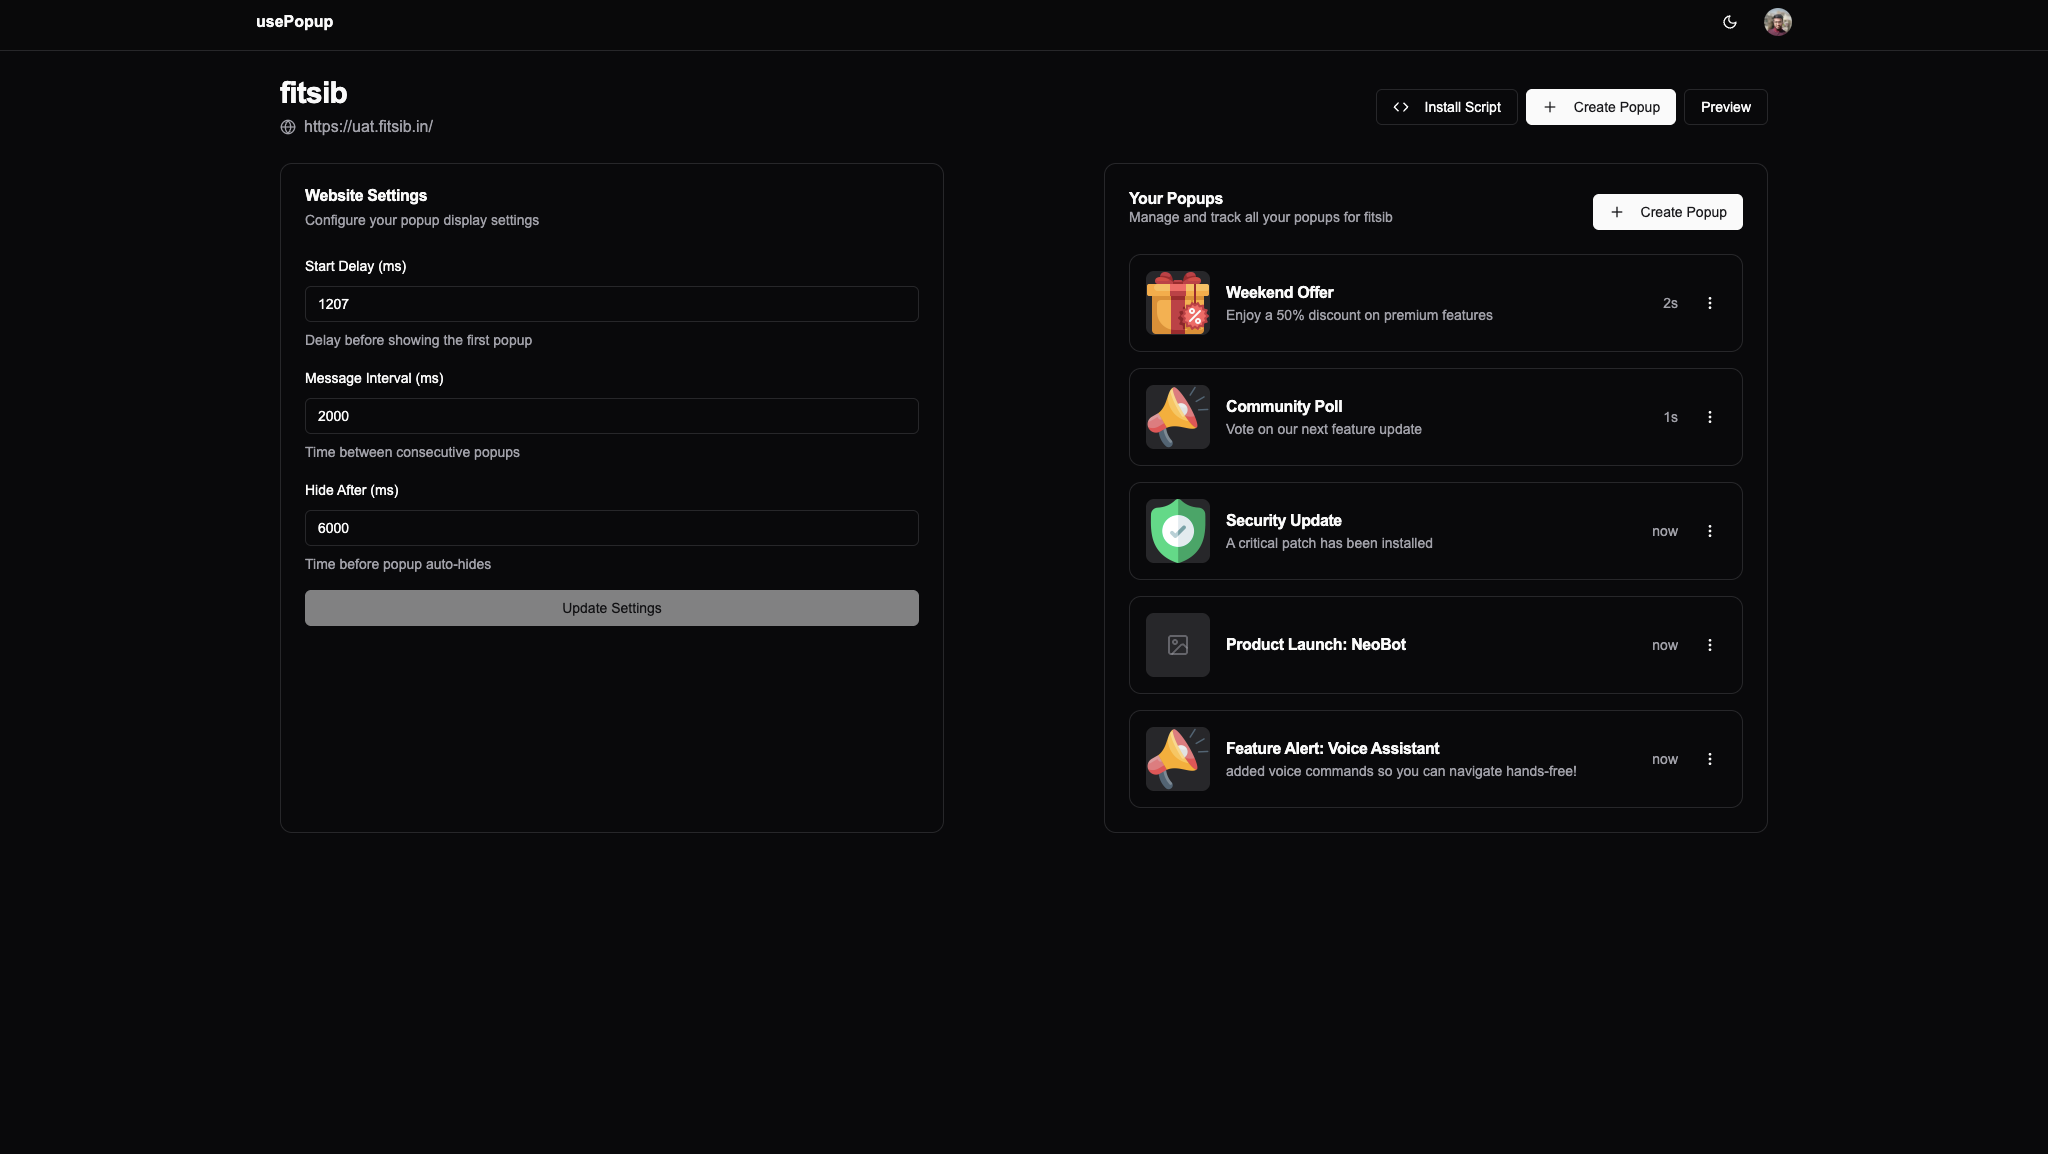 usePopup
fitsib
https://uat.fitsib.in/
Install Script
Create Popup
Preview
Website Settings
Configure your popup display settings
Start Delay (ms)
1207
Delay before showing the first popup
Message Interval (ms)
2000
Time between consecutive popups
Hide After (ms)
6000
Time before popup auto-hides
Update Settings
Your Popups
Manage and track all your popups for fitsib
Create Popup
Weekend Offer
Enjoy a 50% discount on premium features
2s
Community Poll
Vote on our next feature update
1s
Security Update
A critical patch has been installed
now
Product Launch: NeoBot
now
Feature Alert: Voice Assistant
added voice commands so you can navigate hands-free!
now